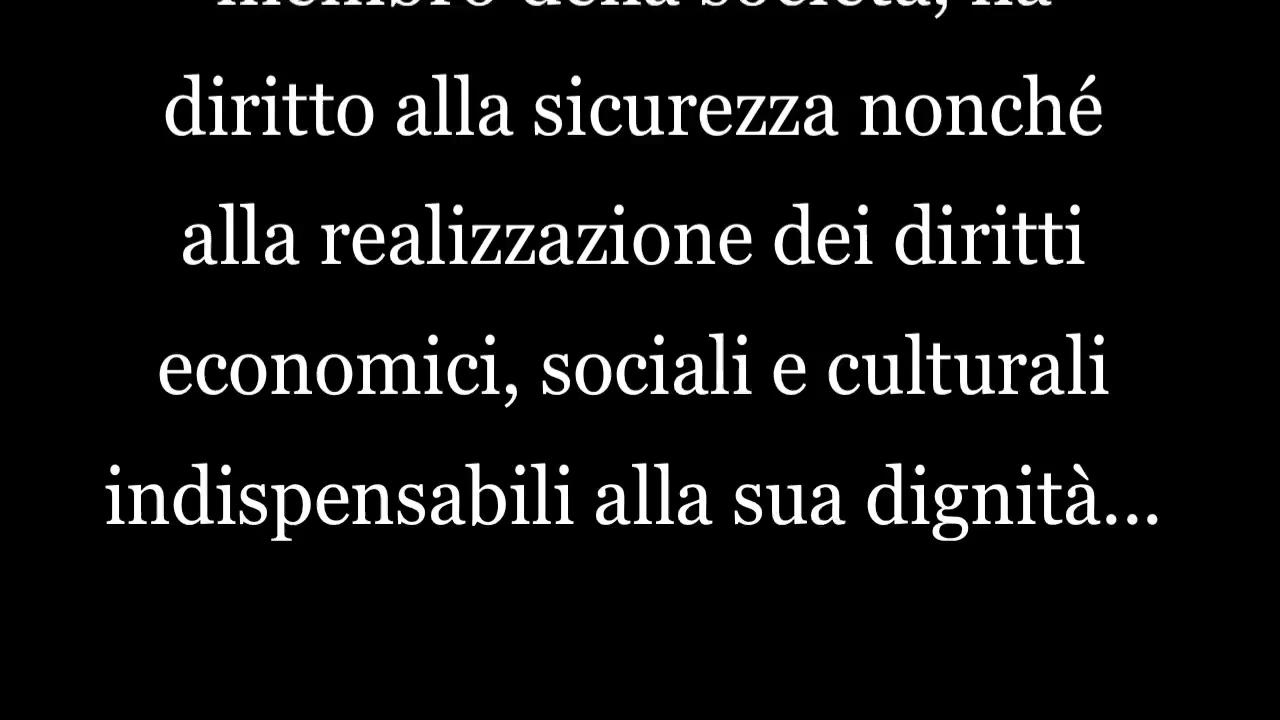 membro della società, ha
diritto alla sicurezza nonché
alla realizzazione dei diritti
economici, sociali e culturali
indispensabili alla sua dignità...